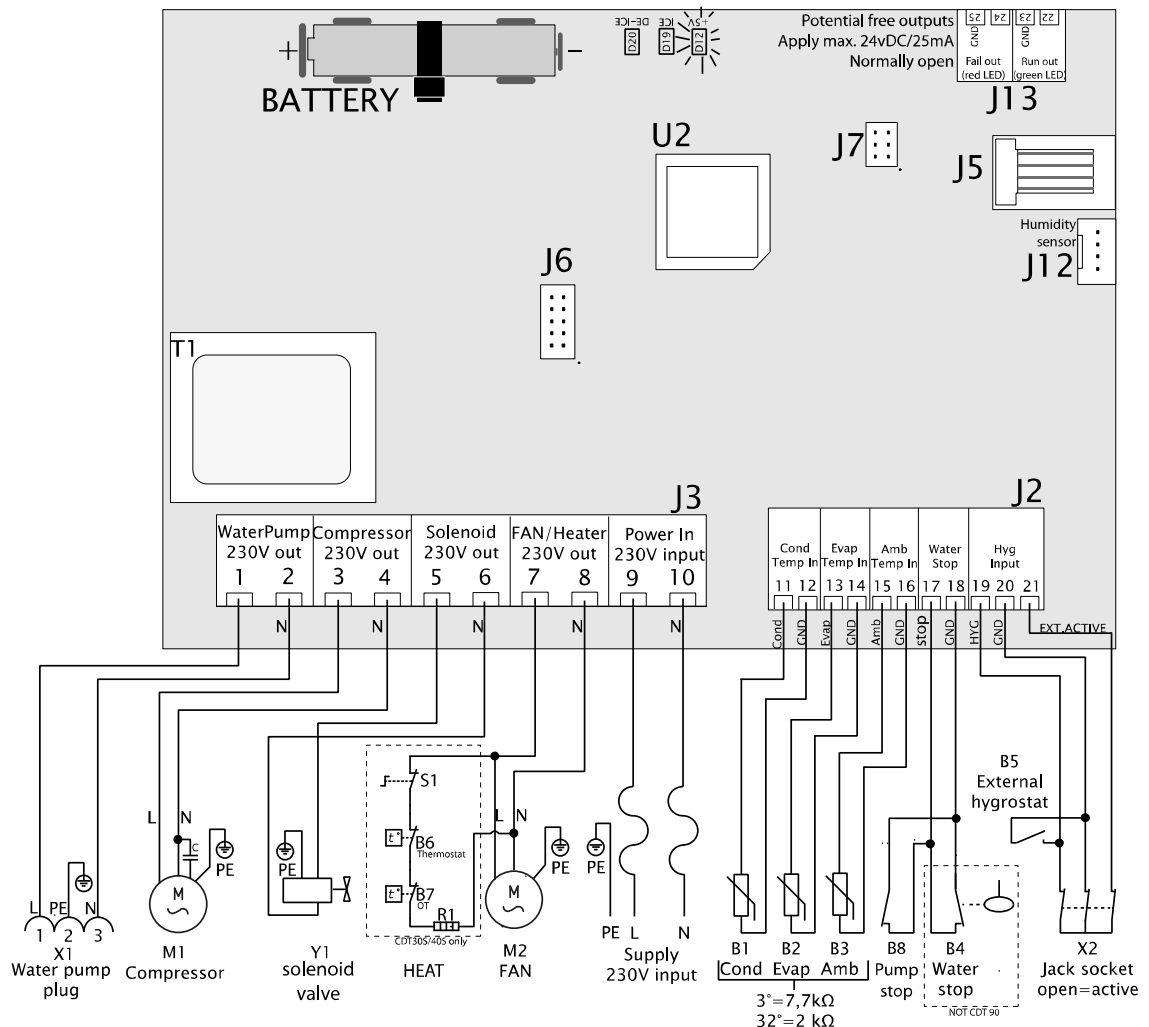 DE-ICE
ICE
+5V
D20
D19
D12
Potential free outputs
Apply max. 24vDC/25mA
Normally open
25
24
23
22
GND
GND
Fail out
(red LED)
Run out
(green LED)
J13
+
-
BATTERY
U2
J7
J5
Humidity
sensor
J12
J6
T1
J3
WaterPump
230V out
Compressor
230V out
Solenoid
230V out
FAN/Heater
230V out
Power In
230V input
1 2 3 4 5 6 7 8 9 10
N N N N N
J2
Cond
Temp In
Evap
Temp In
Amb
Temp In
Water
Stop
Hyg
Input
11 12 13 14 15 16 17 18 19 20 21
Cond
GND
Evap
GND
Amb
GND
stop
GND
HYG
GND
EXT.ACTIVE
L PE N
1 2 3
X1
Water pump
plug
L N
C
PE
M
M1
Compressor
PE
Y1
solenoid
valve
S1
t°
B6
Thermostat
t°
B7
OT
R1
CDT30S/40S only
HEAT
L N
M
PE
M2
FAN
PE
PE L N
Supply
230V input
B1
Cond
B2
Evap
B3
Amb
3°=7,7kΩ
32°=2 kΩ
B8
Pump
stop
B4
Water
stop
NOT CDT 90
B5
External
hygrostat
X2
Jack socket
open=active